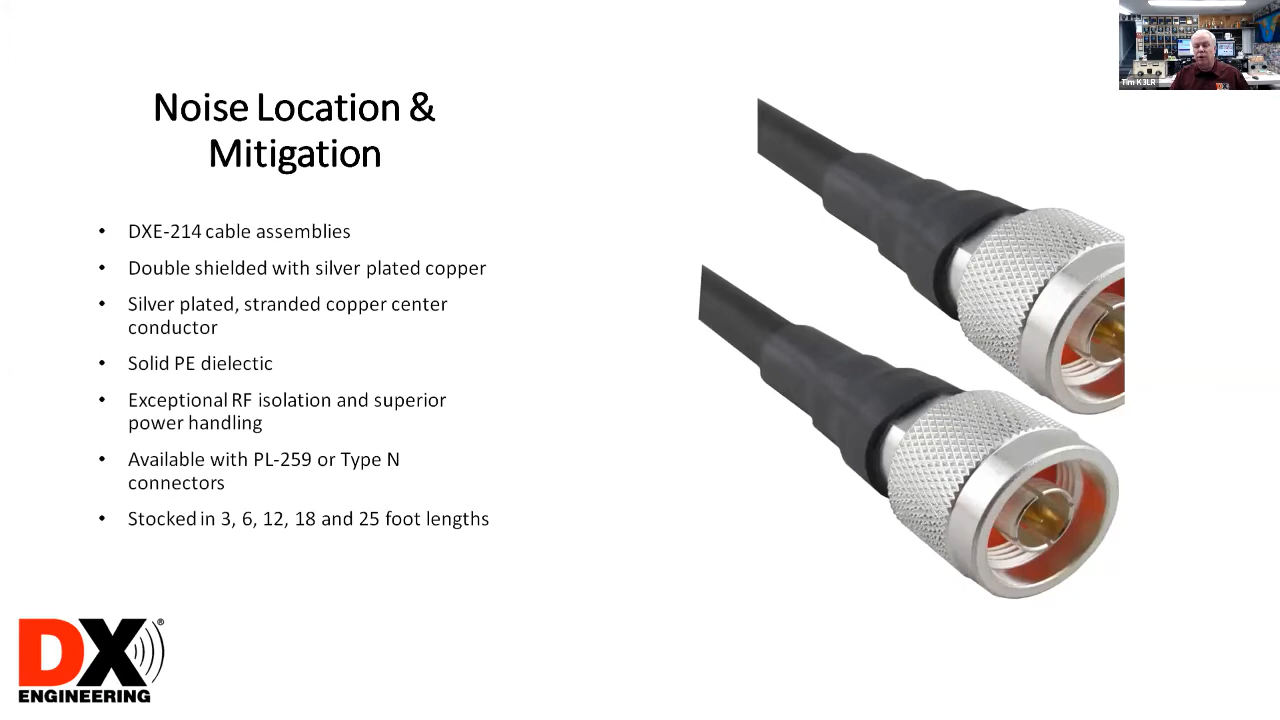 Noise Location &
Mitigation
• DXE-214 cable assemblies
• Double shielded with silver plated copper
• Silver plated, stranded copper center
conductor
• Solid PE dielectic
• Exceptional RF isolation and superior
power handling
• Available with PL-259 or Type N
connectors
• Stocked in 3, 6, 12, 18 and 25 foot lengths
DX®
ENGINEERING
Tim K3LR
DX